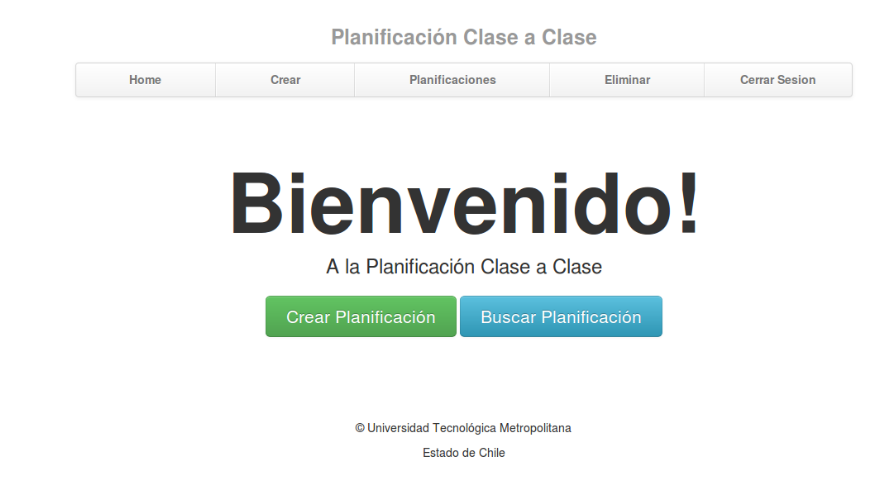 Planificación Clase a Clase
Home Crear Planificaciones Eliminar Cerrar Sesion
Bienvenido!
A la Planificación Clase a Clase
Crear Planificación Buscar Planificación
© Universidad Tecnológica Metropolitana
Estado de Chile